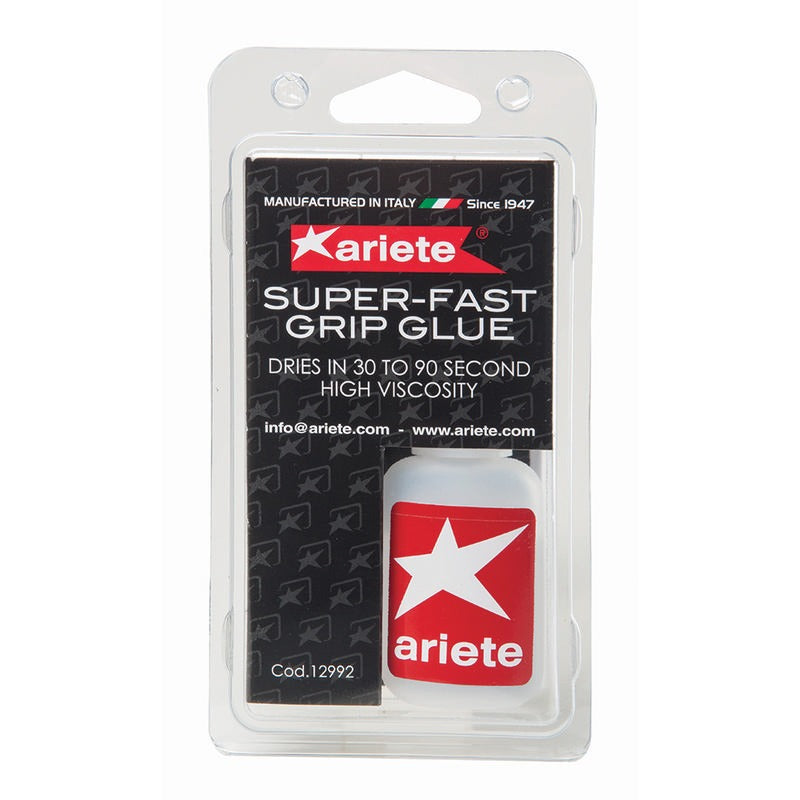 MANUFACTURED IN ITALY Since 1947
ariete ®
SUPER-FAST
GRIP GLUE
DRIES IN 30 TO 90 SECOND
HIGH VISCOSITY
info@ariete.com - www.ariete.com
ariete
Cod.12992